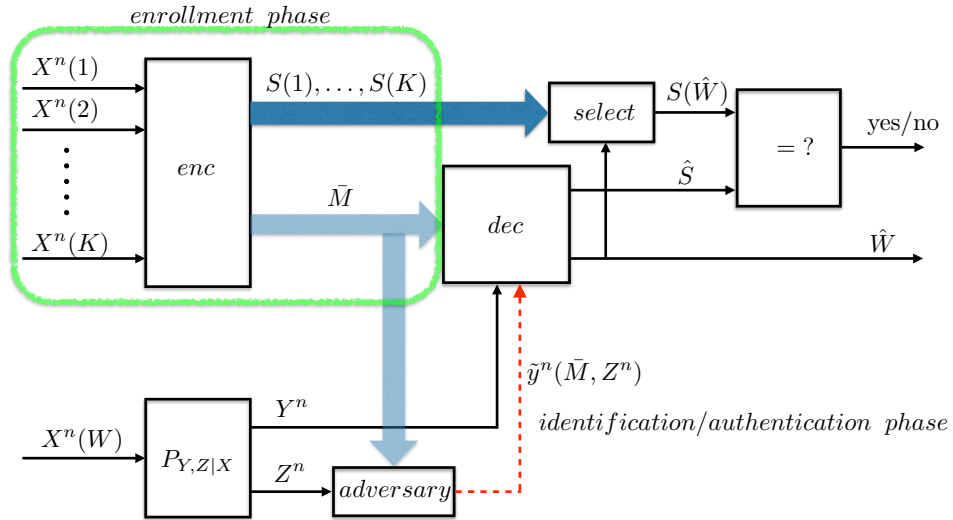 enrollment phase
X^n(1)
X^n(2)
X^n(K)
enc
S(1), . . . , S(K)
M̄
select
S(Ŵ)
= ?
yes/no
dec
Ŝ
Ŵ
ỹ^n(M̄, Z^n)
identification/authentication phase
X^n(W)
P_{Y,Z|X}
Y^n
Z^n
adversary